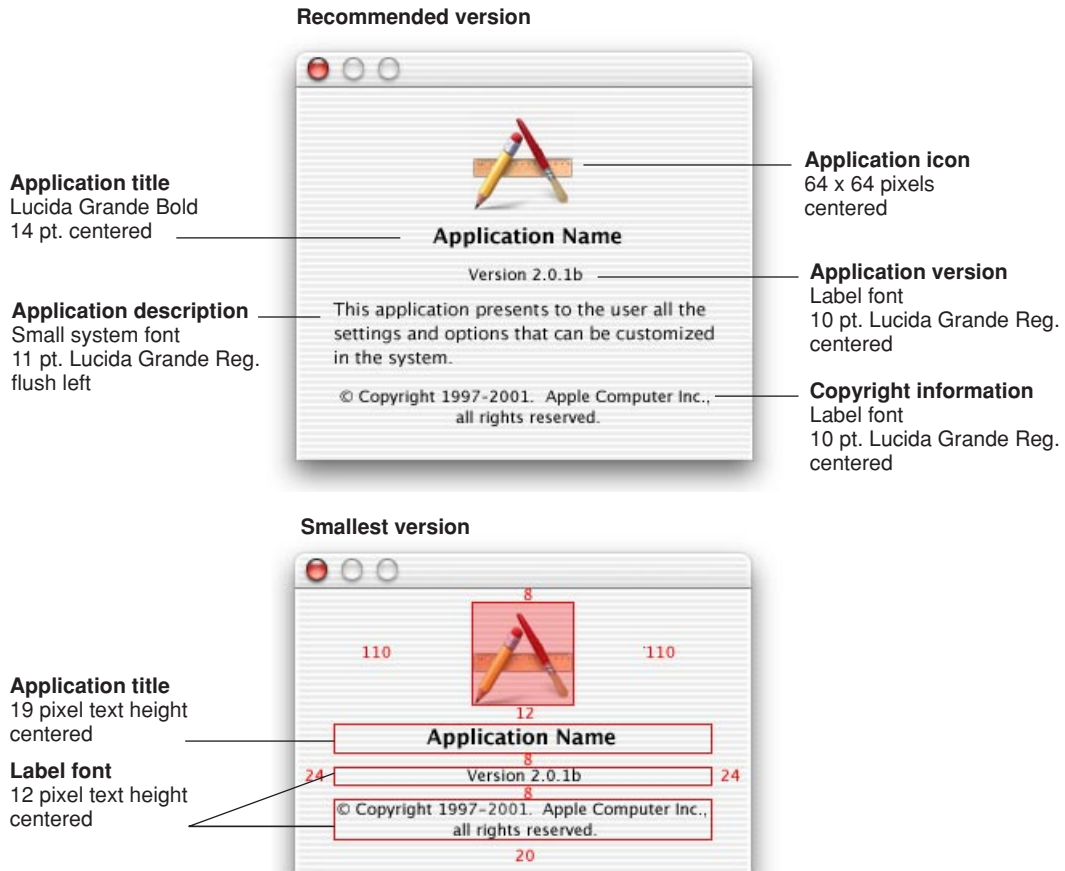 Recommended version
Application title
Lucida Grande Bold
14 pt. centered
Application description
Small system font
11 pt. Lucida Grande Reg.
flush left
Application Name
Version 2.0.1b
This application presents to the user all the
settings and options that can be customized
in the system.
© Copyright 1997-2001. Apple Computer Inc.,
all rights reserved.
Application icon
64 x 64 pixels
centered
Application version
Label font
10 pt. Lucida Grande Reg.
centered
Copyright information
Label font
10 pt. Lucida Grande Reg.
centered
Smallest version
Application title
19 pixel text height
centered
Label font
12 pixel text height
centered
8
110
110
12
Application Name
8
24
Version 2.0.1b
24
8
© Copyright 1997-2001. Apple Computer Inc.,
all rights reserved.
20